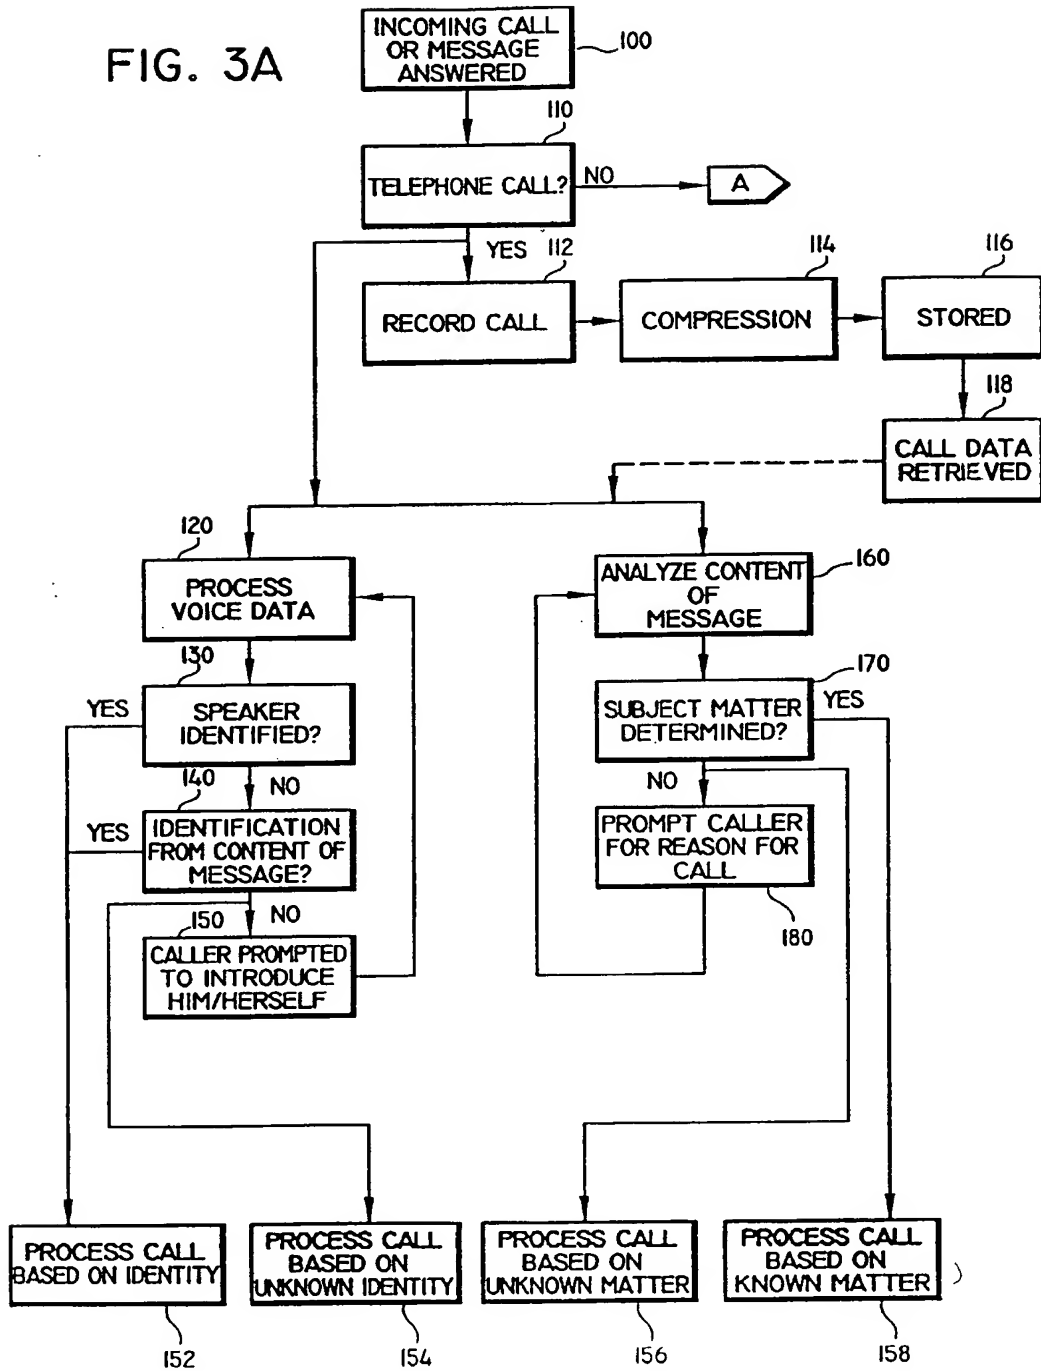 FIG. 3A
INCOMING CALL
OR MESSAGE
ANSWERED
100
110
TELEPHONE CALL?
NO
A
YES
112
RECORD CALL
114
COMPRESSION
116
STORED
118
CALL DATA
RETRIEVED
120
PROCESS
VOICE DATA
ANALYZE CONTENT
OF
MESSAGE
160
130
YES
SPEAKER
IDENTIFIED?
NO
170
SUBJECT MATTER
DETERMINED?
YES
NO
140
YES
IDENTIFICATION
FROM CONTENT OF
MESSAGE?
NO
PROMPT CALLER
FOR REASON FOR
CALL
180
150
CALLER PROMPTED
TO INTRODUCE
HIM/HERSELF
PROCESS CALL
BASED ON IDENTITY
152
PROCESS CALL
BASED ON
UNKNOWN IDENTITY
154
PROCESS CALL
BASED ON
UNKNOWN MATTER
156
PROCESS CALL
BASED ON
KNOWN MATTER
158